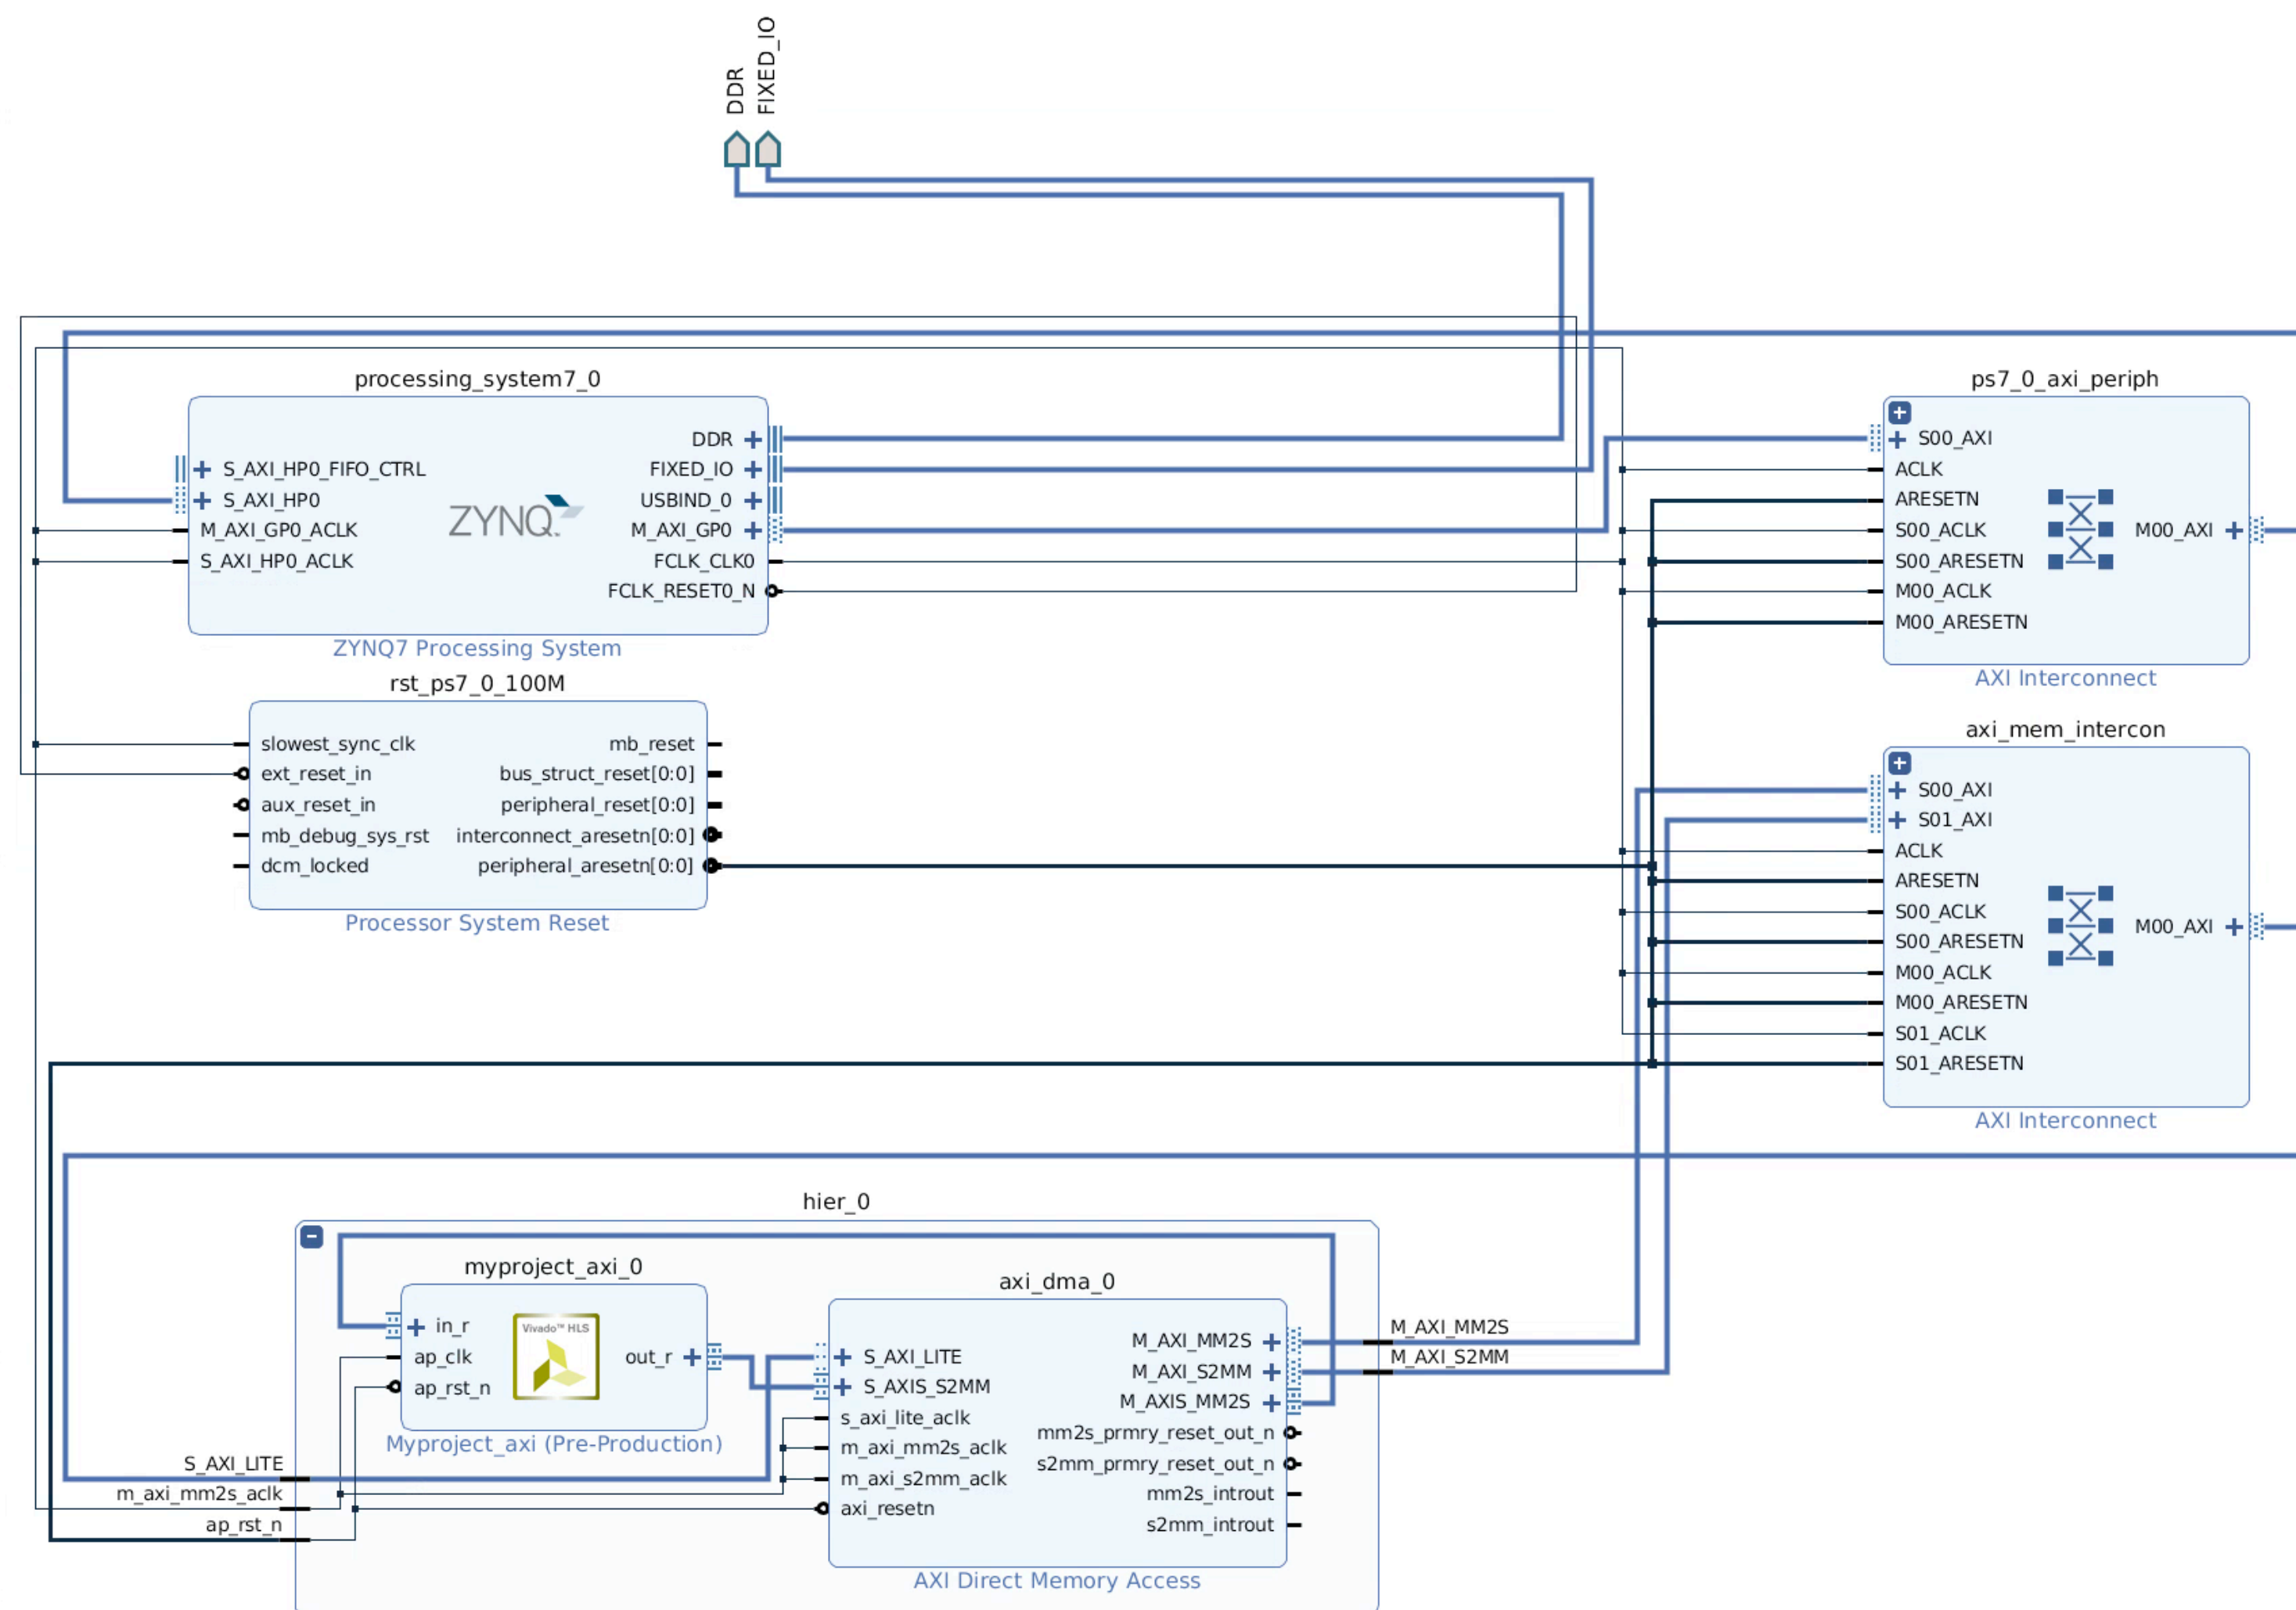 DDR
FIXED_IO
processing_system7_0
S_AXI_HP0_FIFO_CTRL
S_AXI_HP0
M_AXI_GP0_ACLK
S_AXI_HP0_ACLK
ZYNQ
DDR
FIXED_IO
USBIND_0
M_AXI_GP0
FCLK_CLK0
FCLK_RESET0_N
ZYNQ7 Processing System
ps7_0_axi_periph
S00_AXI
ACLK
ARESETN
S00_ACLK
S00_ARESETN
M00_ACLK
M00_ARESETN
M00_AXI
AXI Interconnect
rst_ps7_0_100M
slowest_sync_clk
ext_reset_in
aux_reset_in
mb_debug_sys_rst
dcm_locked
mb_reset
bus_struct_reset[0:0]
peripheral_reset[0:0]
interconnect_aresetn[0:0]
peripheral_aresetn[0:0]
Processor System Reset
axi_mem_intercon
S00_AXI
S01_AXI
ACLK
ARESETN
S00_ACLK
S00_ARESETN
M00_ACLK
M00_ARESETN
S01_ACLK
S01_ARESETN
M00_AXI
AXI Interconnect
hier_0
S_AXI_LITE
m_axi_mm2s_aclk
ap_rst_n
myproject_axi_0
in_r
ap_clk
ap_rst_n
Vivado™ HLS
out_r
Myproject_axi (Pre-Production)
axi_dma_0
S_AXI_LITE
S_AXIS_S2MM
s_axi_lite_aclk
m_axi_mm2s_aclk
m_axi_s2mm_aclk
axi_resetn
M_AXI_MM2S
M_AXI_S2MM
M_AXIS_MM2S
mm2s_prmry_reset_out_n
s2mm_prmry_reset_out_n
mm2s_introut
s2mm_introut
AXI Direct Memory Access
M_AXI_MM2S
M_AXI_S2MM